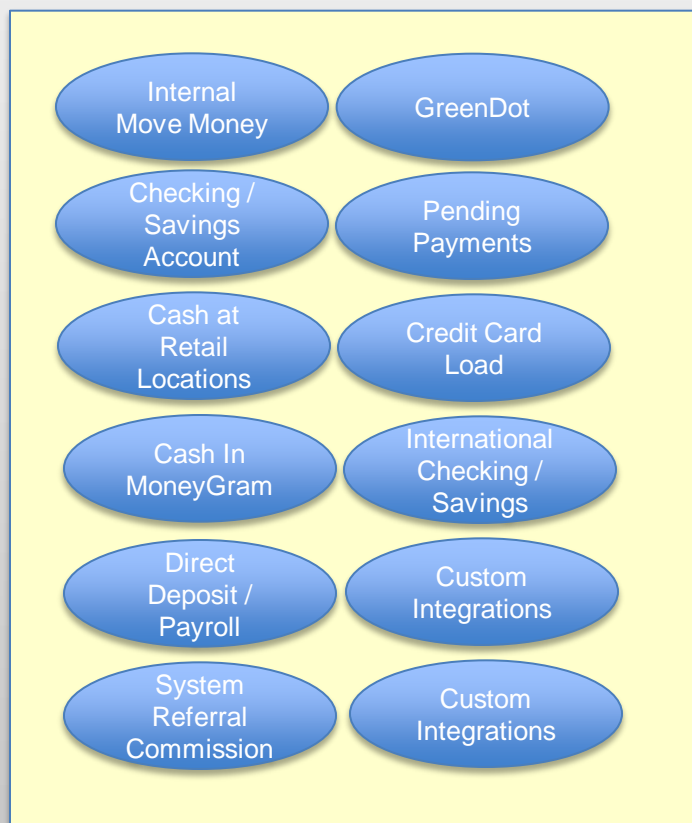 Internal
Move Money
GreenDot
Checking /
Savings
Account
Pending
Payments
Cash at
Retail
Locations
Credit Card
Load
Cash In
MoneyGram
International
Checking /
Savings
Direct
Deposit /
Payroll
Custom
Integrations
System
Referral
Commission
Custom
Integrations